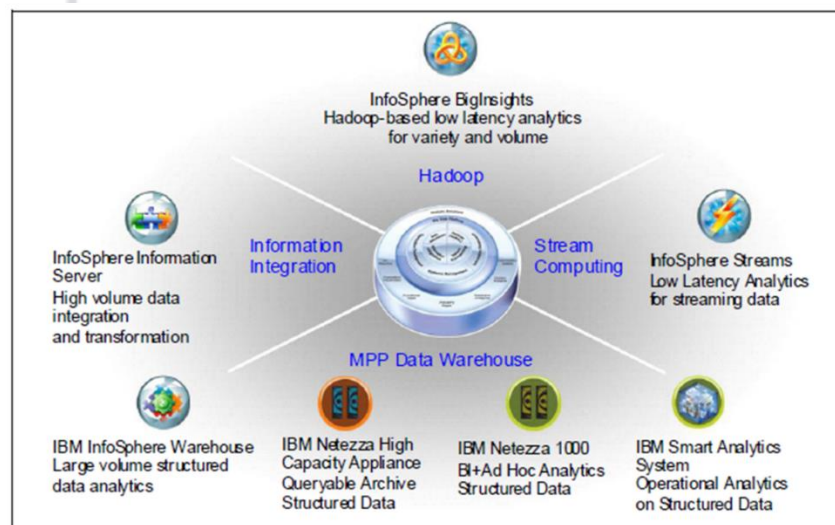 InfoSphere BigInsights
Hadoop-based low latency analytics
for variety and volume
Hadoop
InfoSphere Information
Server
High volume data
integration
and transformation
Information
Integration
Stream
Computing
InfoSphere Streams
Low Latency Analytics
for streaming data
MPP Data Warehouse
IBM InfoSphere Warehouse
Large volume structured
data analytics
IBM Netezza High
Capacity Appliance
Queryable Archive
Structured Data
IBM Netezza 1000
BI+Ad Hoc Analytics
Structured Data
IBM Smart Analytics
System
Operational Analytics
on Structured Data